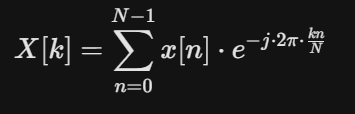 X[k] = \sum_{n=0}^{N-1} x[n] \cdot e^{-j \cdot 2\pi \cdot \frac{kn}{N}}